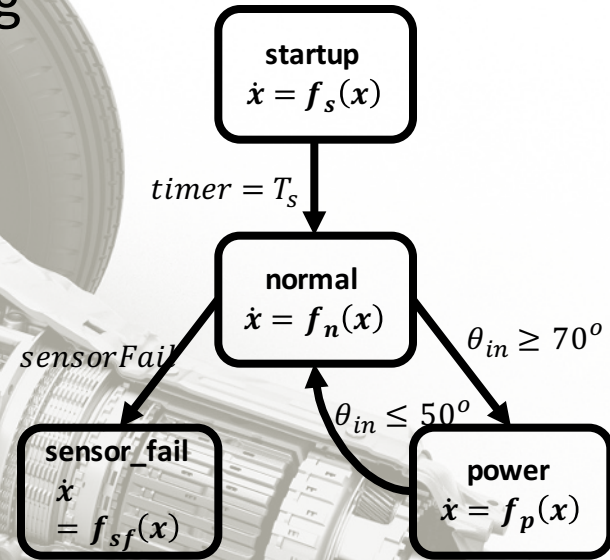 g
startup
ẋ = f_s(x)
timer = T_s
normal
ẋ = f_n(x)
θ_in ≥ 70^o
sensorFail
θ_in ≤ 50^o
sensor_fail
ẋ
= f_sf(x)
power
ẋ = f_p(x)